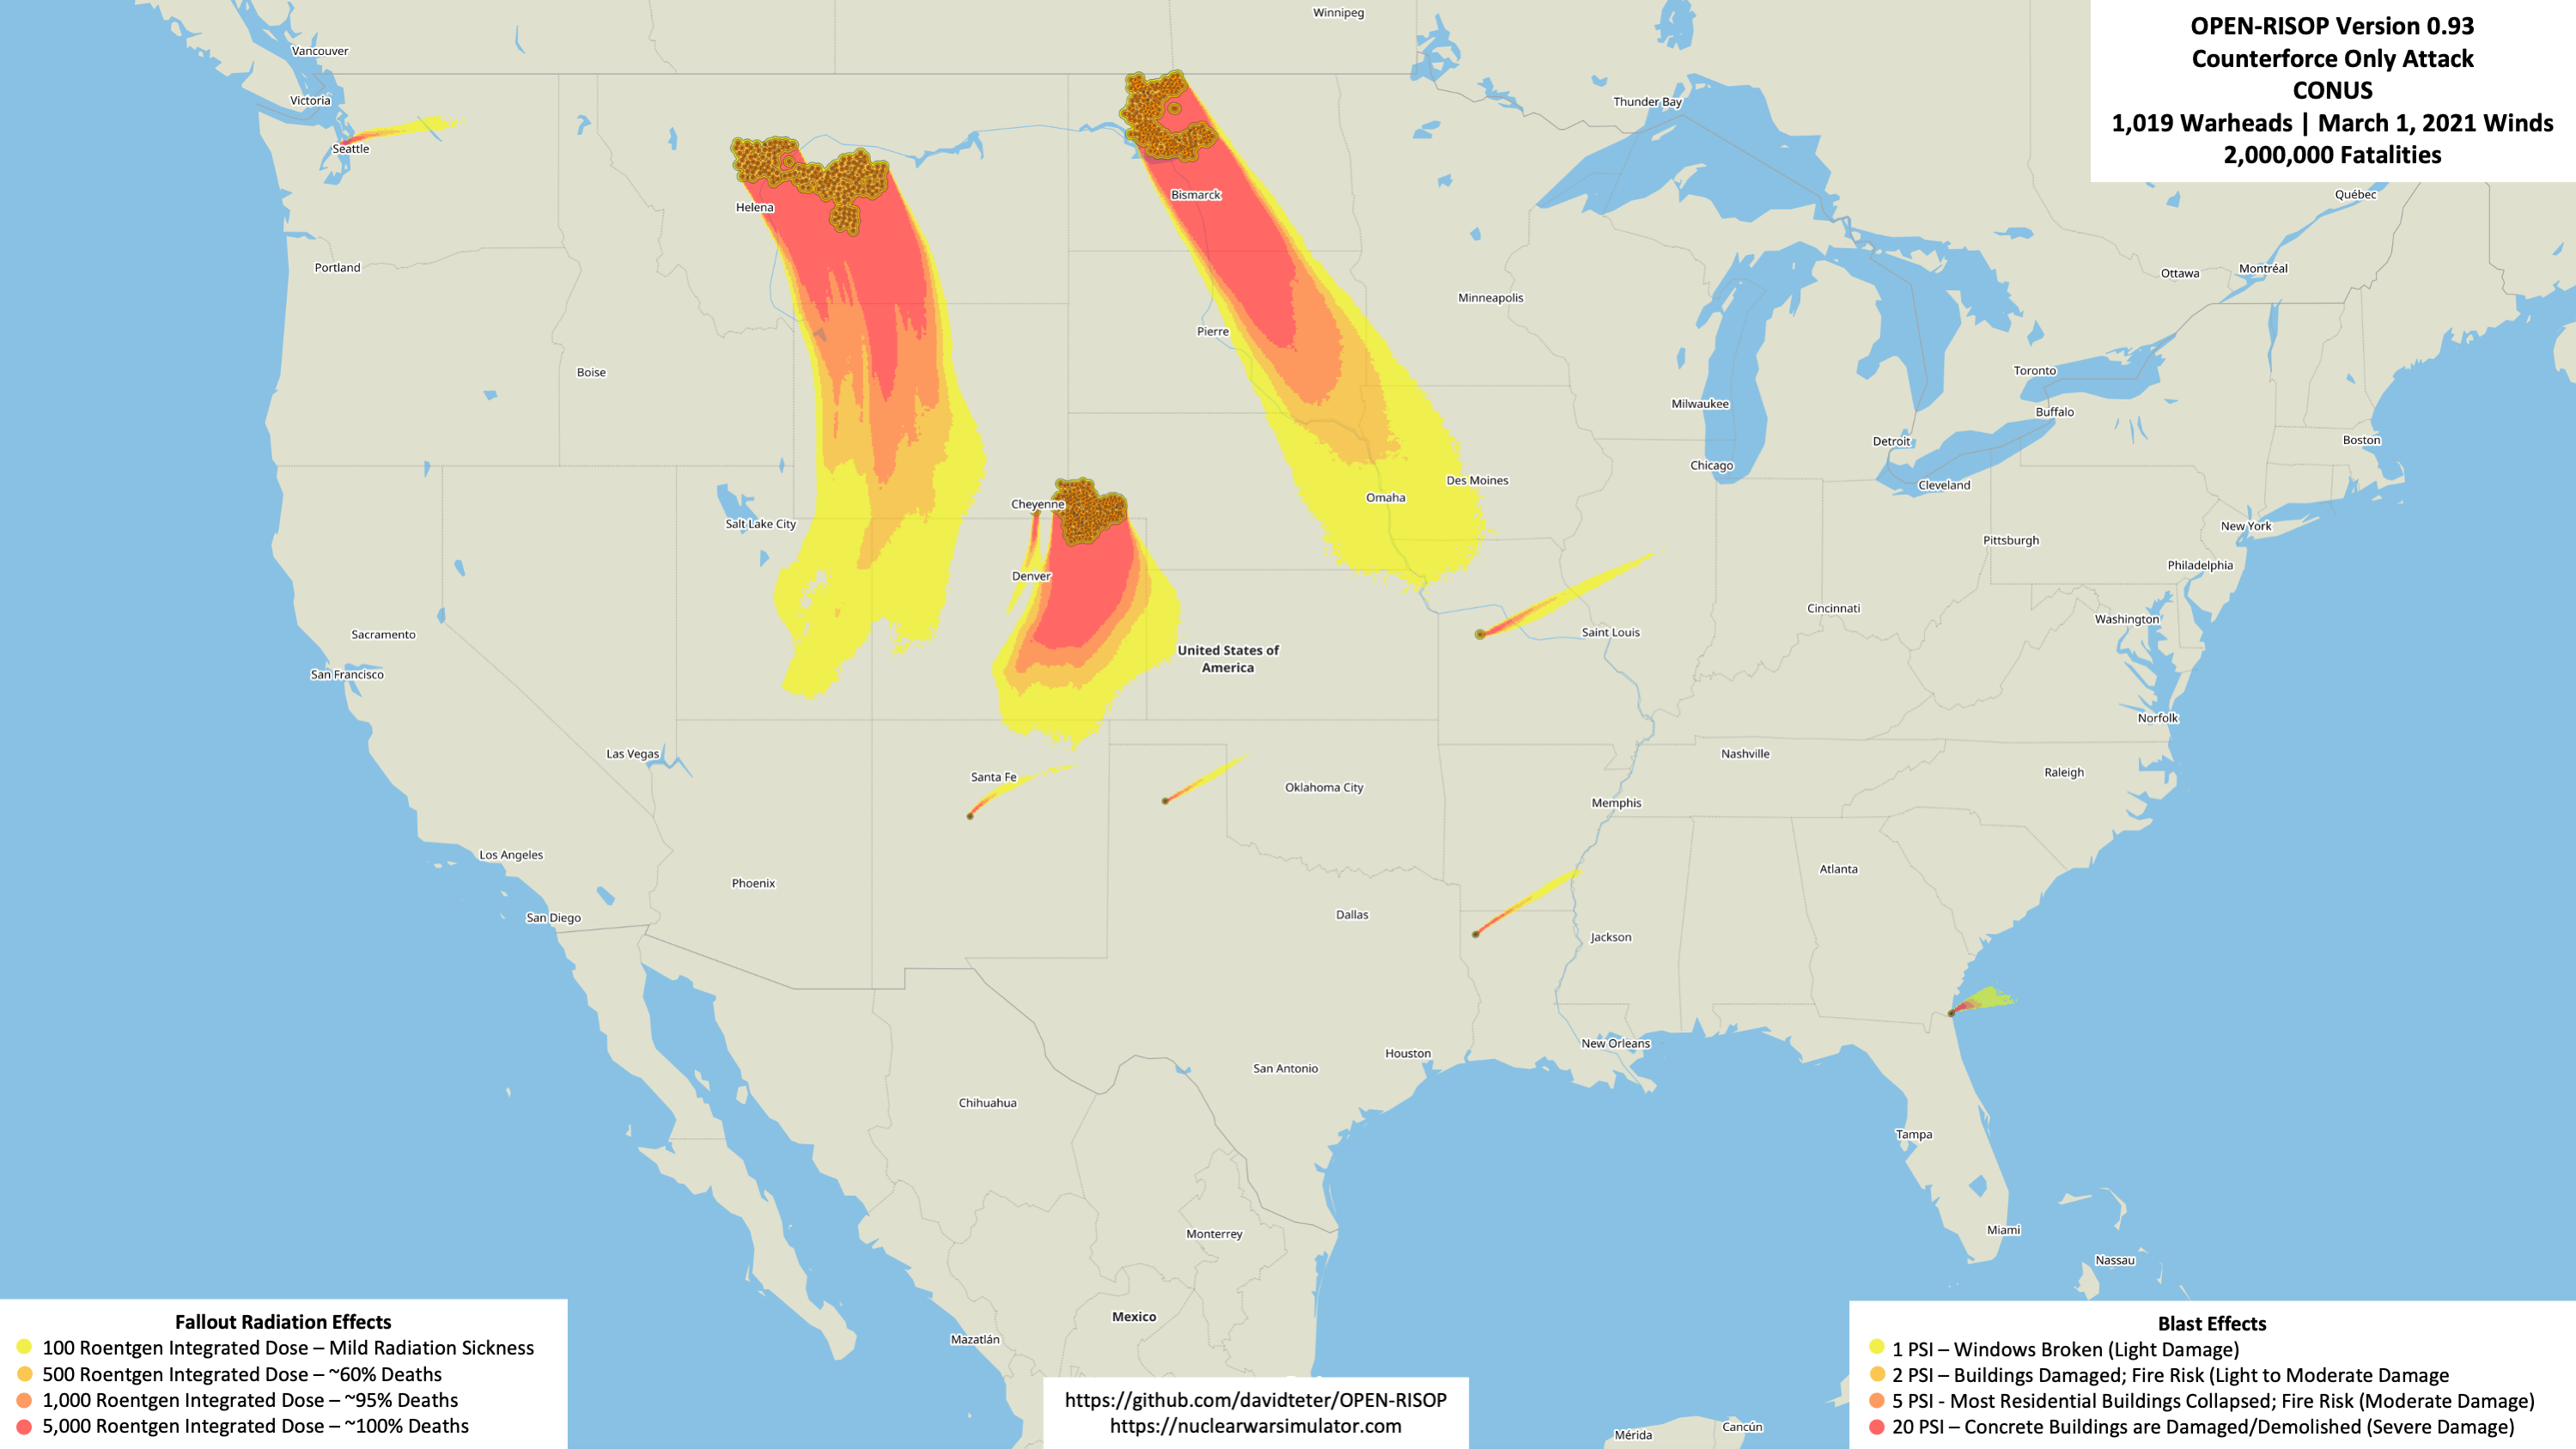 OPEN-RISOP Version 0.93
Counterforce Only Attack
CONUS
1,019 Warheads | March 1, 2021 Winds
2,000,000 Fatalities
Winnipeg
Vancouver
Victoria
Seattle
Thunder Bay
Québec
Helena
Bismarck
Portland
Ottawa
Montréal
Minneapolis
Pierre
Boise
Toronto
Milwaukee
Buffalo
Detroit
Boston
Chicago
Des Moines
Cleveland
Omaha
Cheyenne
Salt Lake City
New York
Pittsburgh
Denver
Philadelphia
Cincinnati
Washington
Sacramento
Saint Louis
United States of
America
San Francisco
Norfolk
Las Vegas
Nashville
Santa Fe
Raleigh
Oklahoma City
Memphis
Los Angeles
Atlanta
Phoenix
San Diego
Dallas
Jackson
New Orleans
Houston
San Antonio
Chihuahua
Tampa
Monterrey
Miami
Nassau
Mexico
Mazatlán
Cancún
Mérida
Fallout Radiation Effects
100 Roentgen Integrated Dose – Mild Radiation Sickness
500 Roentgen Integrated Dose – ~60% Deaths
1,000 Roentgen Integrated Dose – ~95% Deaths
5,000 Roentgen Integrated Dose – ~100% Deaths
https://github.com/davidteter/OPEN-RISOP
https://nuclearwarsimulator.com
Blast Effects
1 PSI – Windows Broken (Light Damage)
2 PSI – Buildings Damaged; Fire Risk (Light to Moderate Damage
5 PSI - Most Residential Buildings Collapsed; Fire Risk (Moderate Damage)
20 PSI – Concrete Buildings are Damaged/Demolished (Severe Damage)